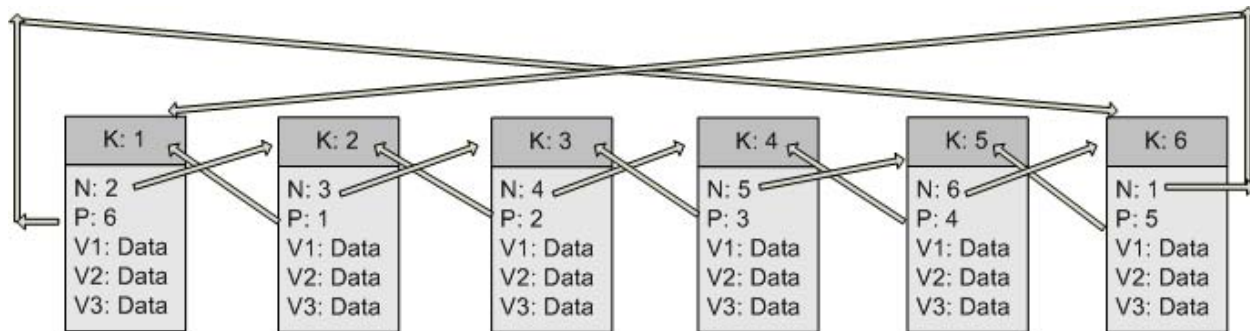 K: 1
N: 2
P: 6
V1: Data
V2: Data
V3: Data
K: 2
N: 3
P: 1
V1: Data
V2: Data
V3: Data
K: 3
N: 4
P: 2
V1: Data
V2: Data
V3: Data
K: 4
N: 5
P: 3
V1: Data
V2: Data
V3: Data
K: 5
N: 6
P: 4
V1: Data
V2: Data
V3: Data
K: 6
N: 1
P: 5
V1: Data
V2: Data
V3: Data